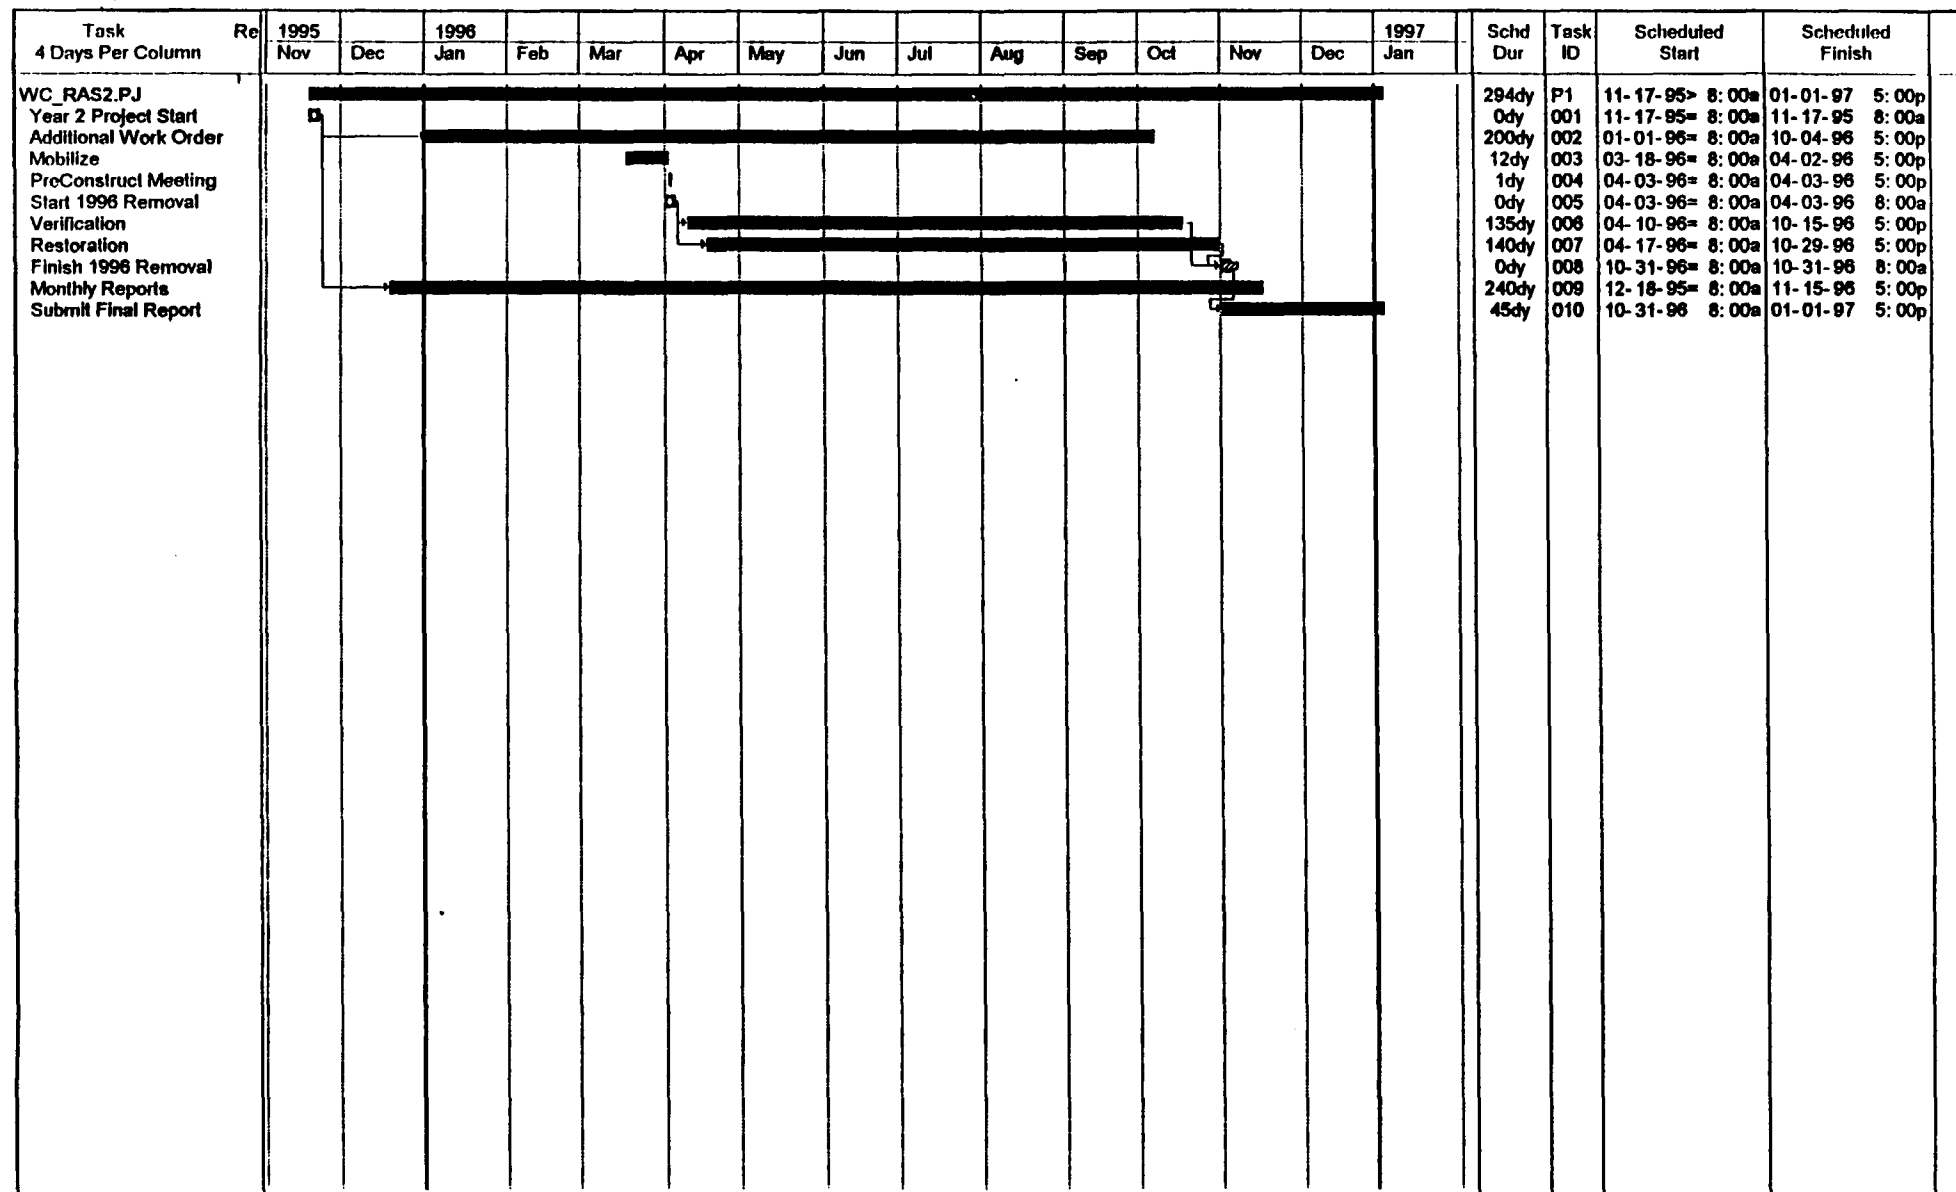 Task Re 1995 1996 1997 Schd Task Scheduled Scheduled
4 Days Per Column Nov Dec Jan Feb Mar Apr May Jun Jul Aug Sep Oct Nov Dec Jan Dur ID Start Finish
WC_RAS2.PJ 294dy P1 11-17-95> 8:00a 01-01-97 5:00p
Year 2 Project Start 0dy 001 11-17-95= 8:00a 11-17-95 8:00a
Additional Work Order 200dy 002 01-01-96= 8:00a 10-04-96 5:00p
Mobilize 12dy 003 03-18-96= 8:00a 04-02-96 5:00p
PreConstruct Meeting 1dy 004 04-03-96= 8:00a 04-03-96 5:00p
Start 1996 Removal 0dy 005 04-03-96= 8:00a 04-03-96 8:00a
Verification 135dy 006 04-10-96= 8:00a 10-15-96 5:00p
Restoration 140dy 007 04-17-96= 8:00a 10-29-96 5:00p
Finish 1996 Removal 0dy 008 10-31-96= 8:00a 10-31-96 8:00a
Monthly Reports 240dy 009 12-18-95= 8:00a 11-15-96 5:00p
Submit Final Report 45dy 010 10-31-96 8:00a 01-01-97 5:00p